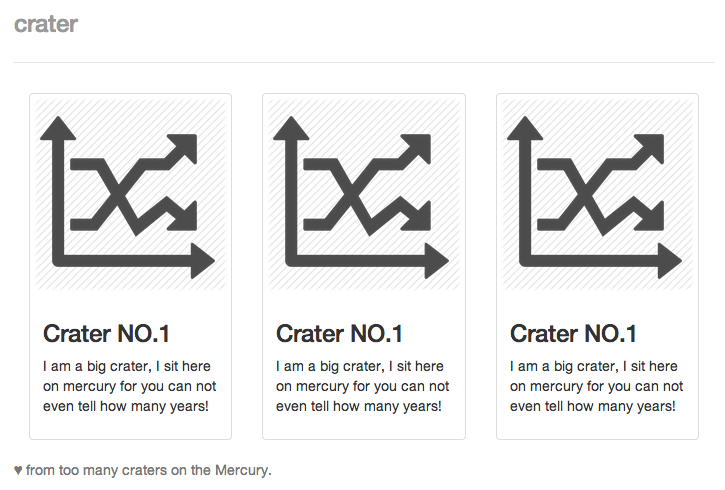 crater
Crater NO.1
I am a big crater, I sit here
on mercury for you can not
even tell how many years!
Crater NO.1
I am a big crater, I sit here
on mercury for you can not
even tell how many years!
Crater NO.1
I am a big crater, I sit here
on mercury for you can not
even tell how many years!
♥ from too many craters on the Mercury.